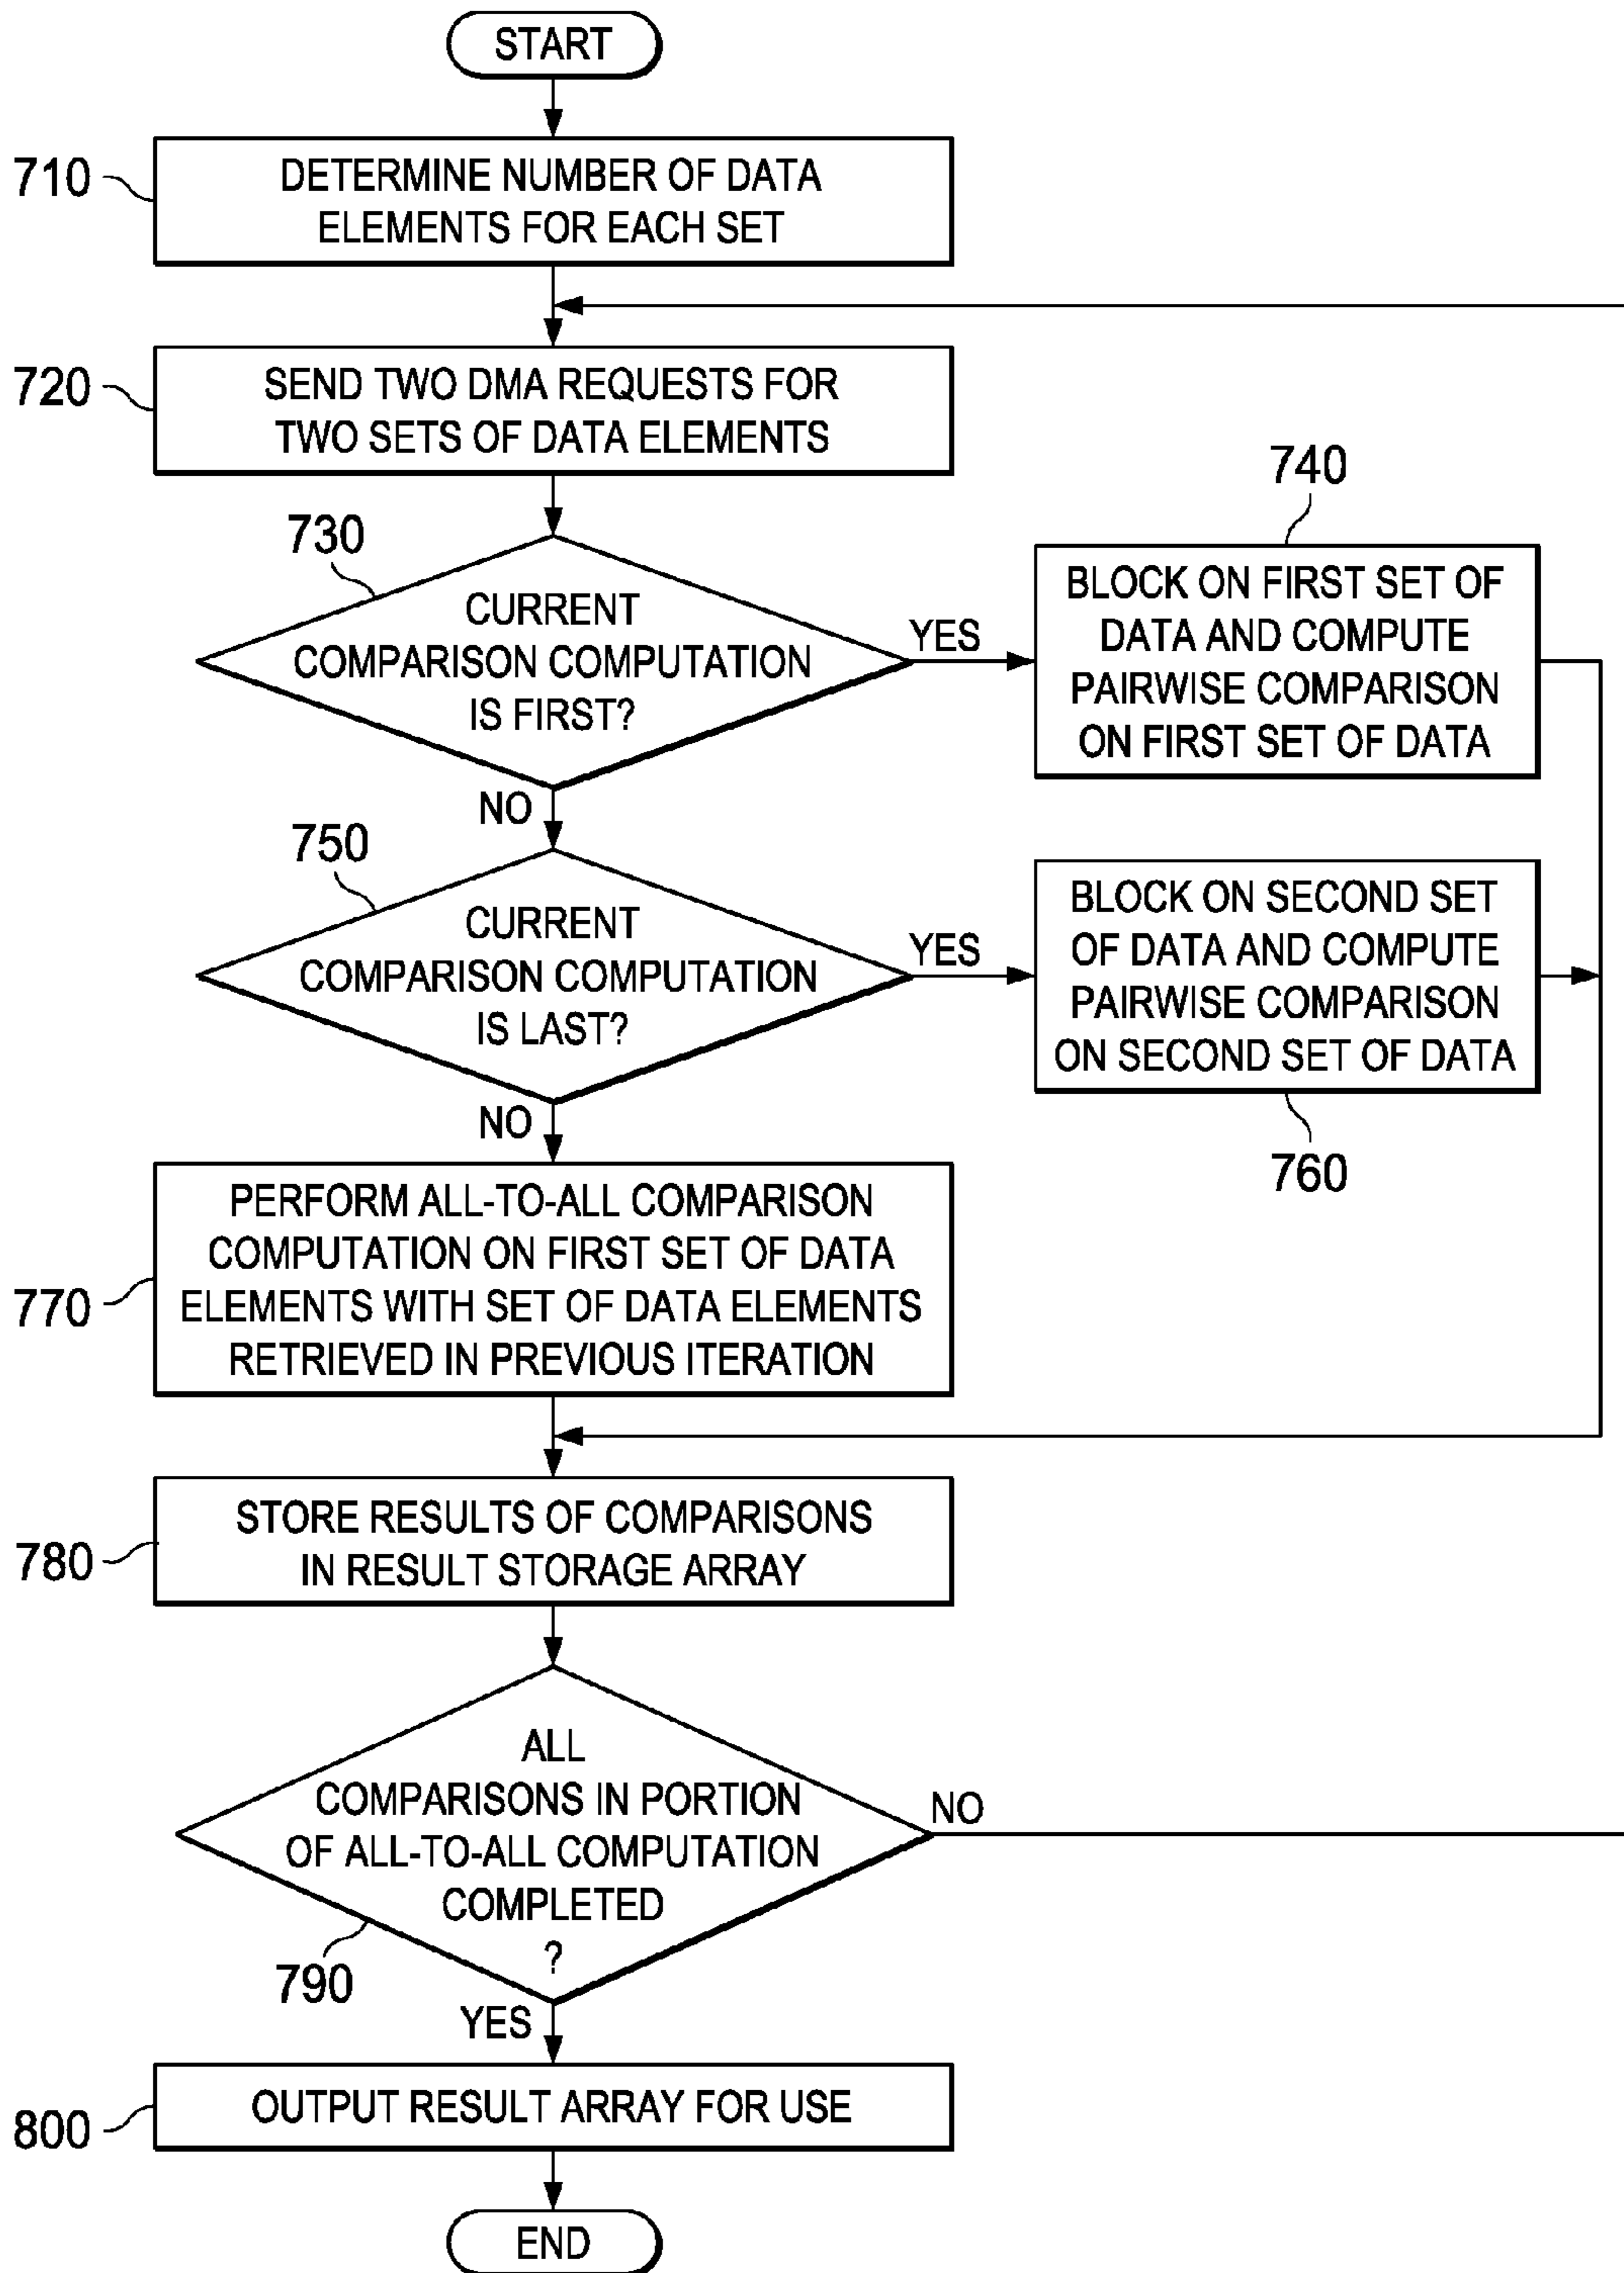 START
710
DETERMINE NUMBER OF DATA
ELEMENTS FOR EACH SET
720
SEND TWO DMA REQUESTS FOR
TWO SETS OF DATA ELEMENTS
730
CURRENT
COMPARISON COMPUTATION
IS FIRST?
YES
NO
740
BLOCK ON FIRST SET OF
DATA AND COMPUTE
PAIRWISE COMPARISON
ON FIRST SET OF DATA
750
CURRENT
COMPARISON COMPUTATION
IS LAST?
YES
NO
BLOCK ON SECOND SET
OF DATA AND COMPUTE
PAIRWISE COMPARISON
ON SECOND SET OF DATA
760
770
PERFORM ALL-TO-ALL COMPARISON
COMPUTATION ON FIRST SET OF DATA
ELEMENTS WITH SET OF DATA ELEMENTS
RETRIEVED IN PREVIOUS ITERATION
780
STORE RESULTS OF COMPARISONS
IN RESULT STORAGE ARRAY
ALL
COMPARISONS IN PORTION
OF ALL-TO-ALL COMPUTATION
COMPLETED
?
NO
790
YES
800
OUTPUT RESULT ARRAY FOR USE
END